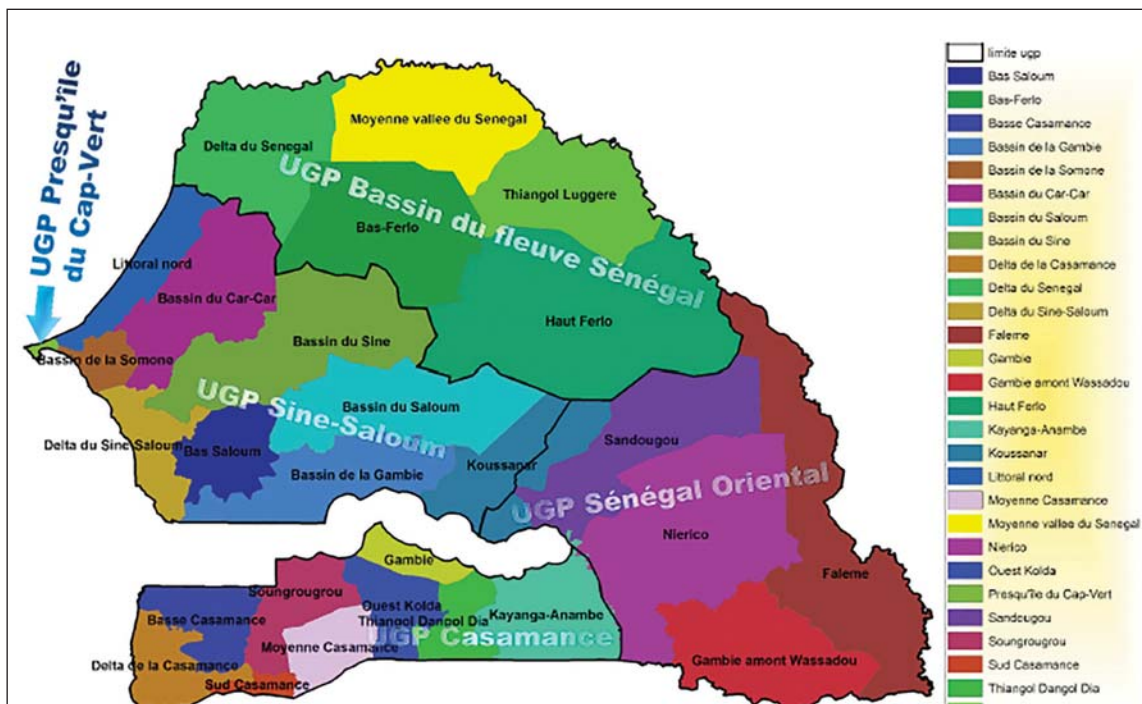 UGP Presqu'île
du Cap-Vert
Moyenne vallee du Senegal
Delta du Senegal
UGP Bassin du fleuve Sénégal
Thiangol Luggere
Bas-Ferlo
Littoral nord
Bassin du Car-Car
Haut Ferlo
Bassin du Sine
Bassin de la Somone
UGP Sine-Saloum
Bassin du Saloum
Delta du Sine-Saloum
Bas Saloum
Sandougou
Koussanar
Bassin de la Gambie
UGP Sénégal Oriental
Nierico
Gambie
Faleme
Soungrougrou
Ouest Kolda
Kayanga-Anambe
Basse Casamance
Thiangol Dangol Dia
UGP Casamance
Moyenne Casamance
Delta de la Casamance
Gambie amont Wassadou
Sud Casamance
limite ugp
Bas Saloum
Bas-Ferlo
Basse Casamance
Bassin de la Gambie
Bassin de la Somone
Bassin du Car-Car
Bassin du Saloum
Bassin du Sine
Delta de la Casamance
Delta du Senegal
Delta du Sine-Saloum
Faleme
Gambie
Gambie amont Wassadou
Haut Ferlo
Kayanga-Anambe
Koussanar
Littoral nord
Moyenne Casamance
Moyenne vallee du Senegal
Nierico
Ouest Kolda
Presqu'ile du Cap-Vert
Sandougou
Soungrougrou
Sud Casamance
Thiangol Dangol Dia